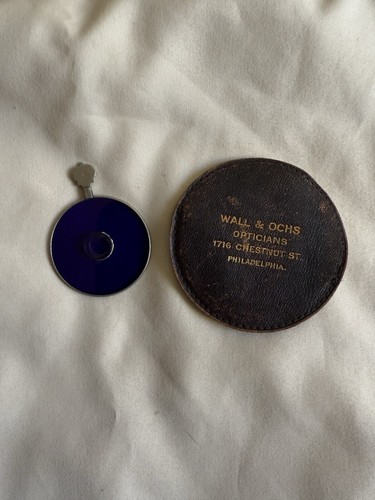 WALL & OCHS
OPTICIANS
1716 CHESTNUT ST.
PHILADELPHIA.